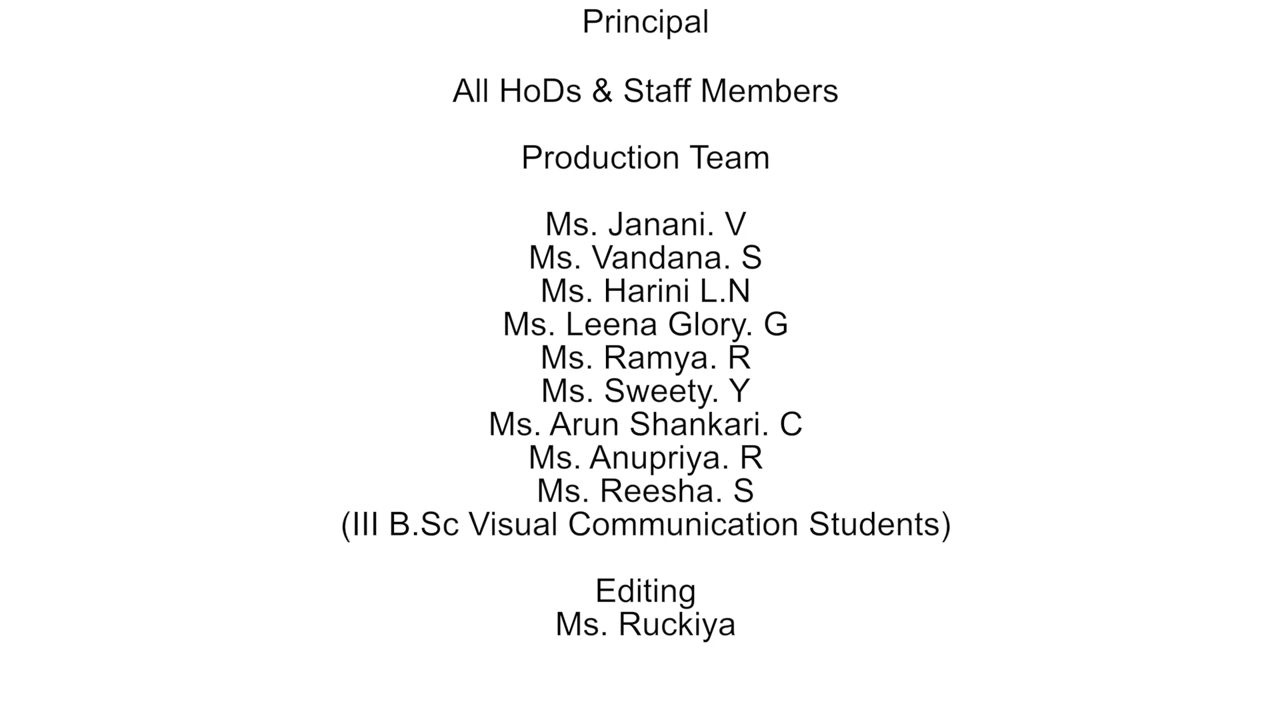 Principal
All HoDs & Staff Members
Production Team
Ms. Janani. V
Ms. Vandana. S
Ms. Harini L.N
Ms. Leena Glory. G
Ms. Ramya. R
Ms. Sweety. Y
Ms. Arun Shankari. C
Ms. Anupriya. R
Ms. Reesha. S
(III B.Sc Visual Communication Students)
Editing
Ms. Ruckiya